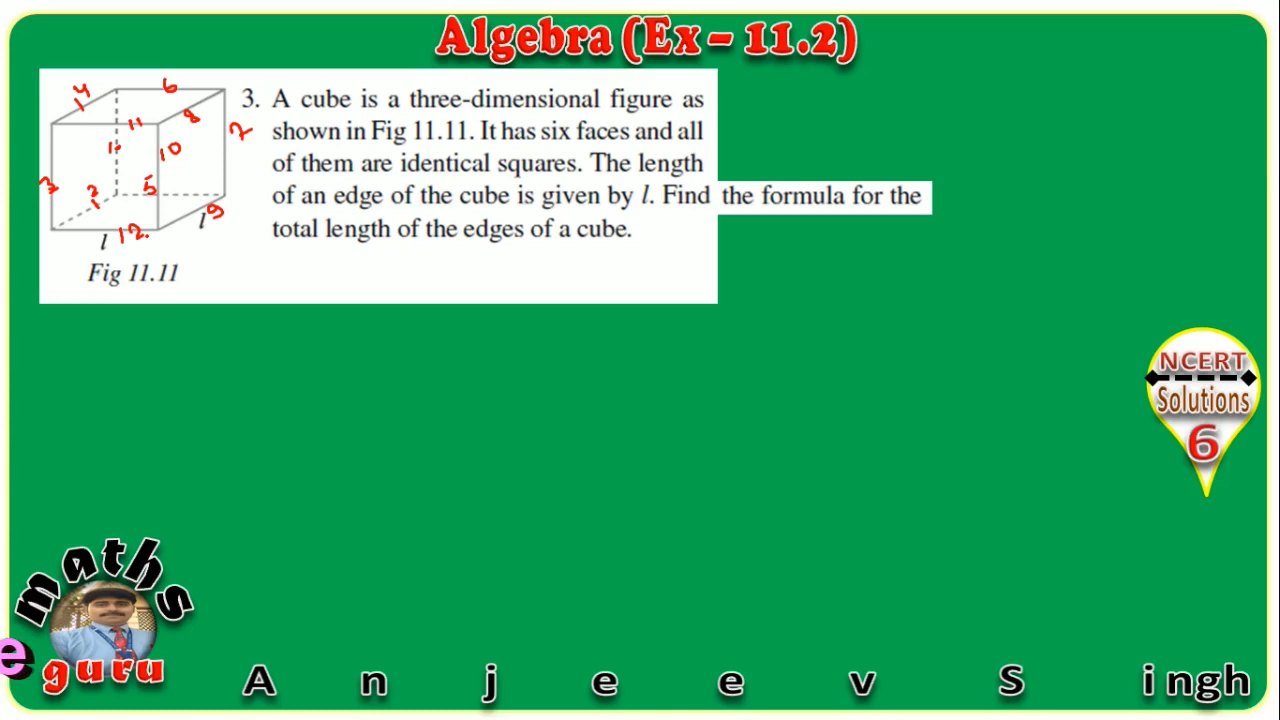 Algebra (Ex – 11.2)
3. A cube is a three-dimensional figure as
shown in Fig 11.11. It has six faces and all
of them are identical squares. The length
of an edge of the cube is given by l. Find the formula for the
total length of the edges of a cube.
4
6
11
8
7
10
3
2
5
9
l
12.
l
Fig 11.11
NCERT
Solutions
6
maths
e guru
Anjeev Singh